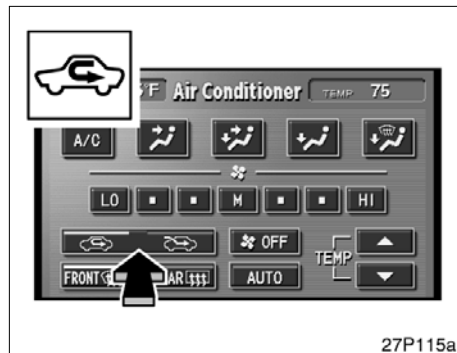 °F Air Conditioner TEMP 75
A/C
LO M HI
OFF
TEMP
FRONT AR AUTO
27P115a